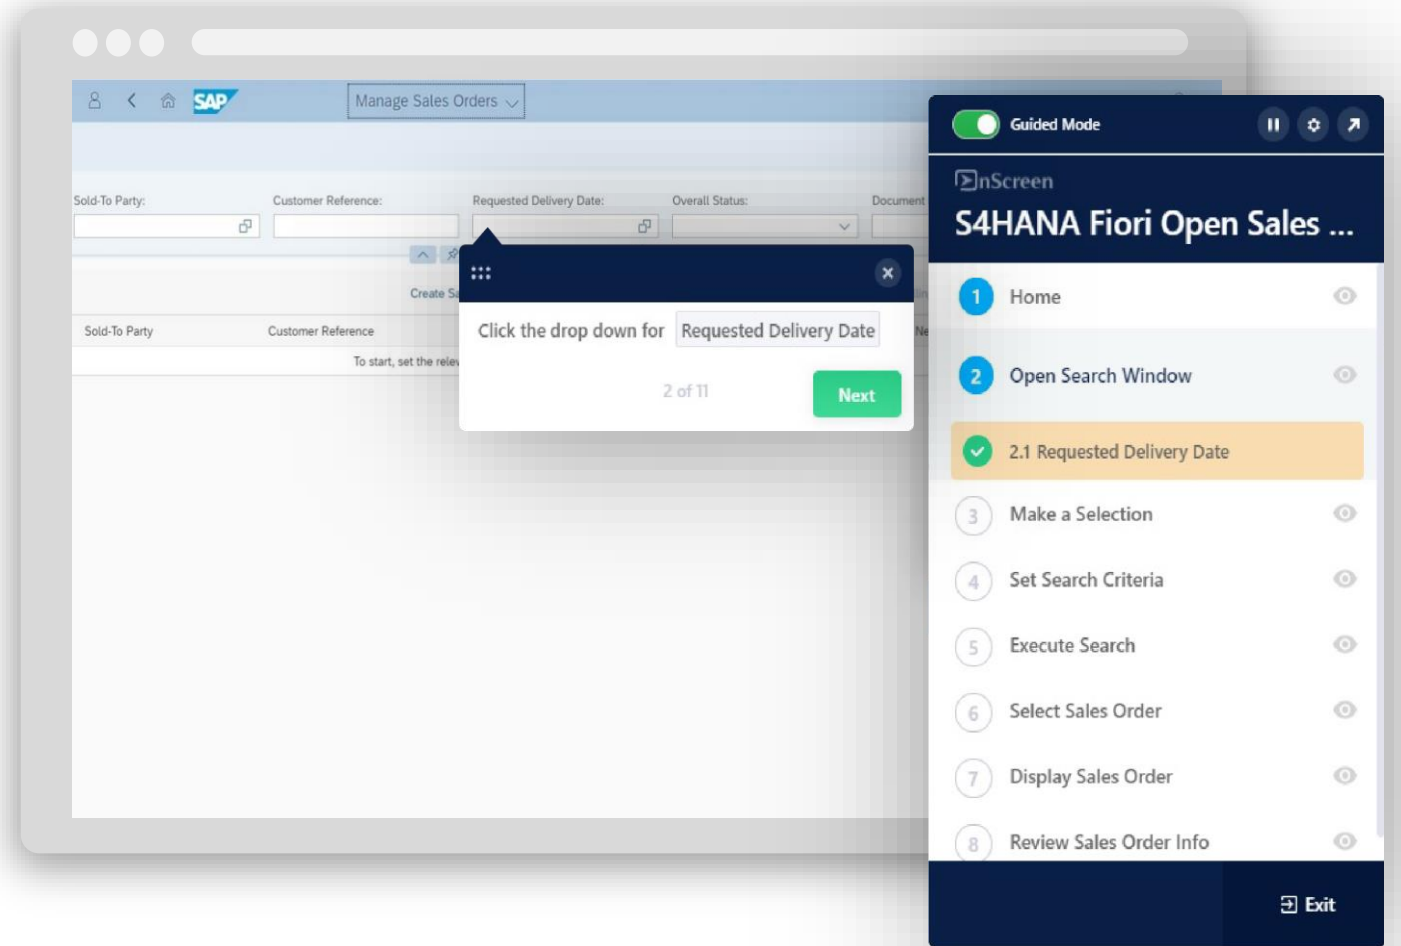 SAP
Manage Sales Orders
Sold-To Party:
Customer Reference:
Requested Delivery Date:
Overall Status:
Document
Create
Sold-To Party
Customer Reference
To start, set the
Click the drop down for Requested Delivery Date
2 of 11
Next
Guided Mode
nScreen
S4HANA Fiori Open Sales ...
1 Home
2 Open Search Window
2.1 Requested Delivery Date
3 Make a Selection
4 Set Search Criteria
5 Execute Search
6 Select Sales Order
7 Display Sales Order
8 Review Sales Order Info
Exit